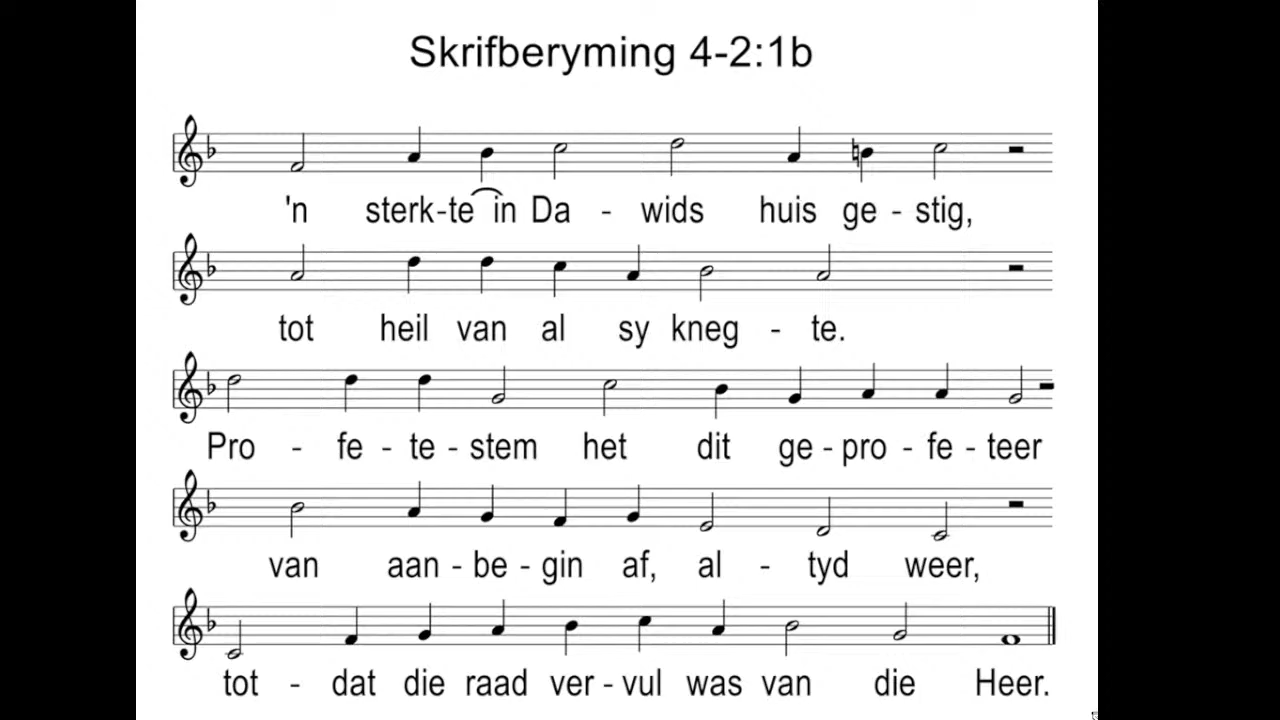 Skrifberyming 4-2:1b
'n sterk-te in Da - wids huis ge - stig,
tot heil van al sy kneg - te.
Pro - fe - te - stem het dit ge - pro - fe - teer
van aan - be - gin af, al - tyd weer,
tot - dat die raad ver - vul was van die Heer.